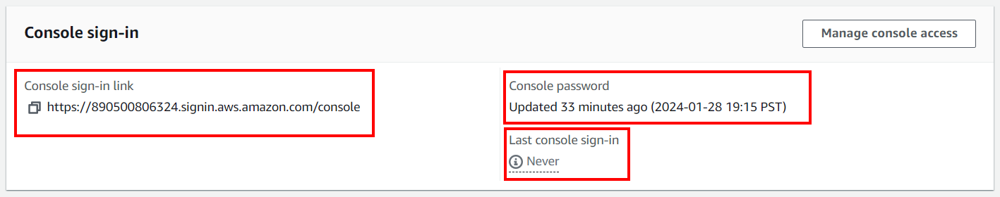 Console sign-in
Manage console access
Console sign-in link
https://890500806324.signin.aws.amazon.com/console
Console password
Updated 33 minutes ago (2024-01-28 19:15 PST)
Last console sign-in
Never